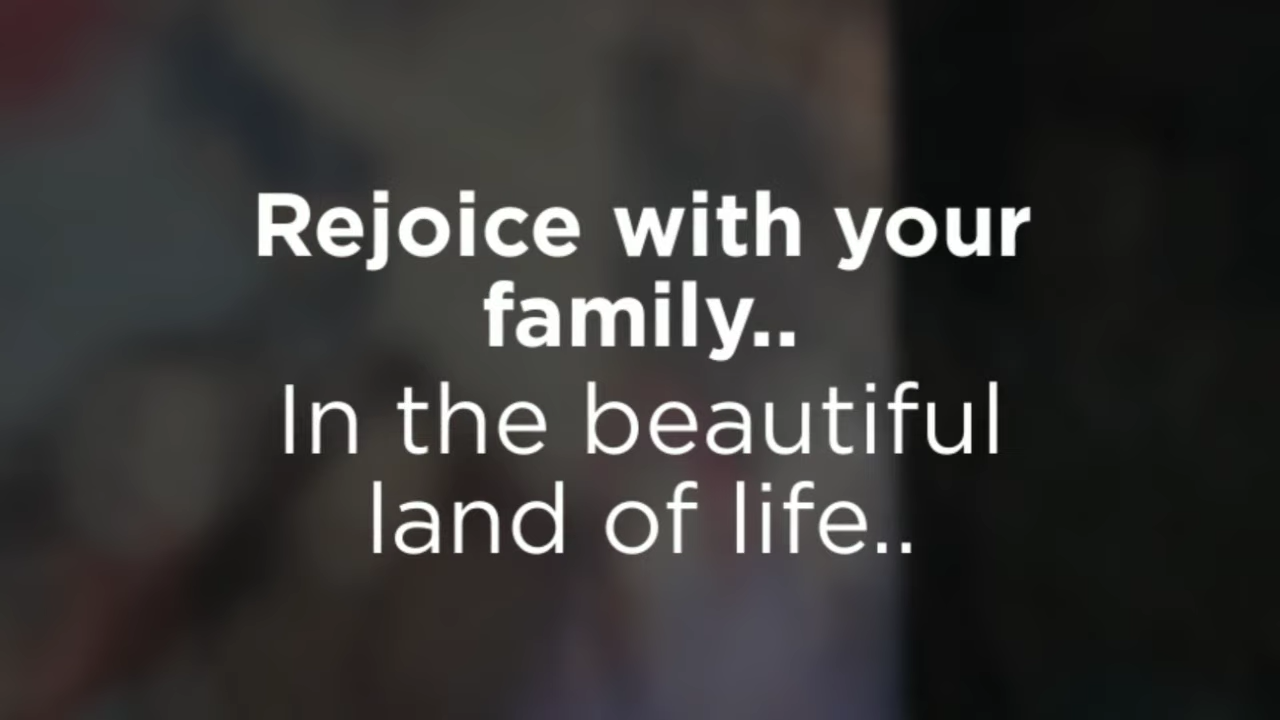 Rejoice with your
family..
In the beautiful
land of life..